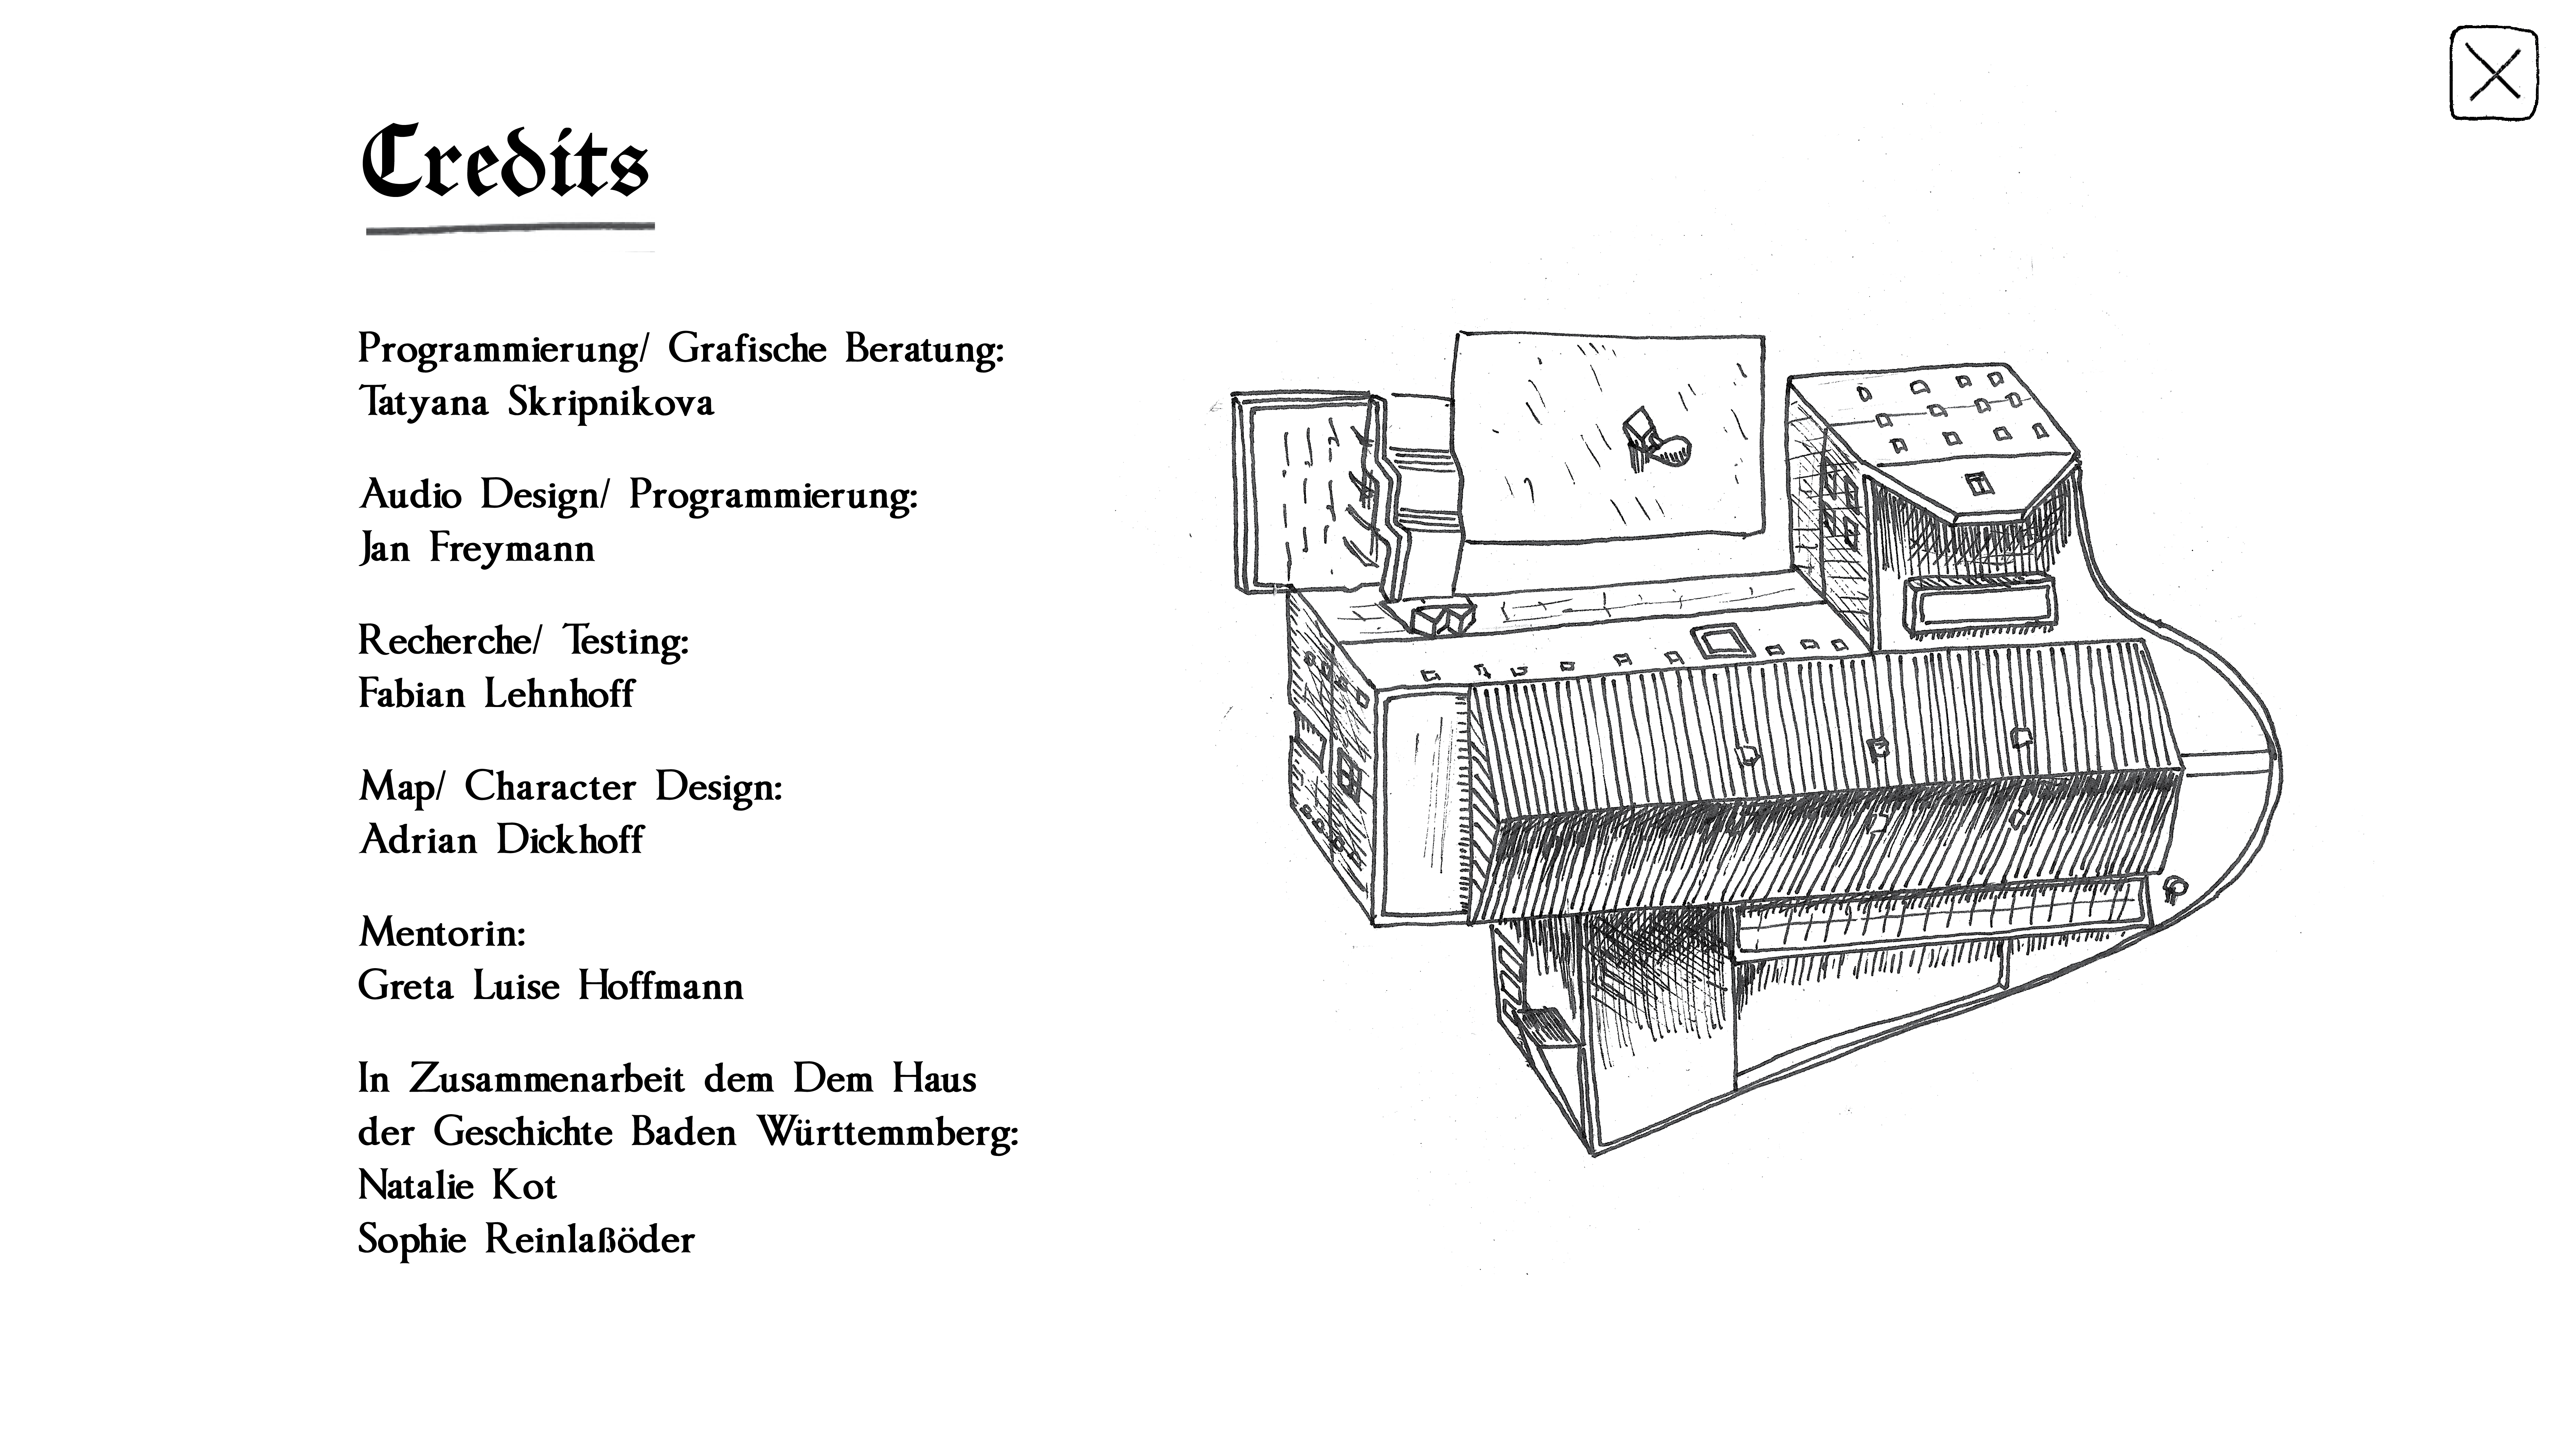 Credits
Programmierung/ Grafische Beratung:
Tatyana Skripnikova
Audio Design/ Programmierung:
Jan Freymann
Recherche/ Testing:
Fabian Lehnhoff
Map/ Character Design:
Adrian Dickhoff
Mentorin:
Greta Luise Hoffmann
In Zusammenarbeit dem Dem Haus
der Geschichte Baden Württemmberg:
Natalie Kot
Sophie Reinlaßöder